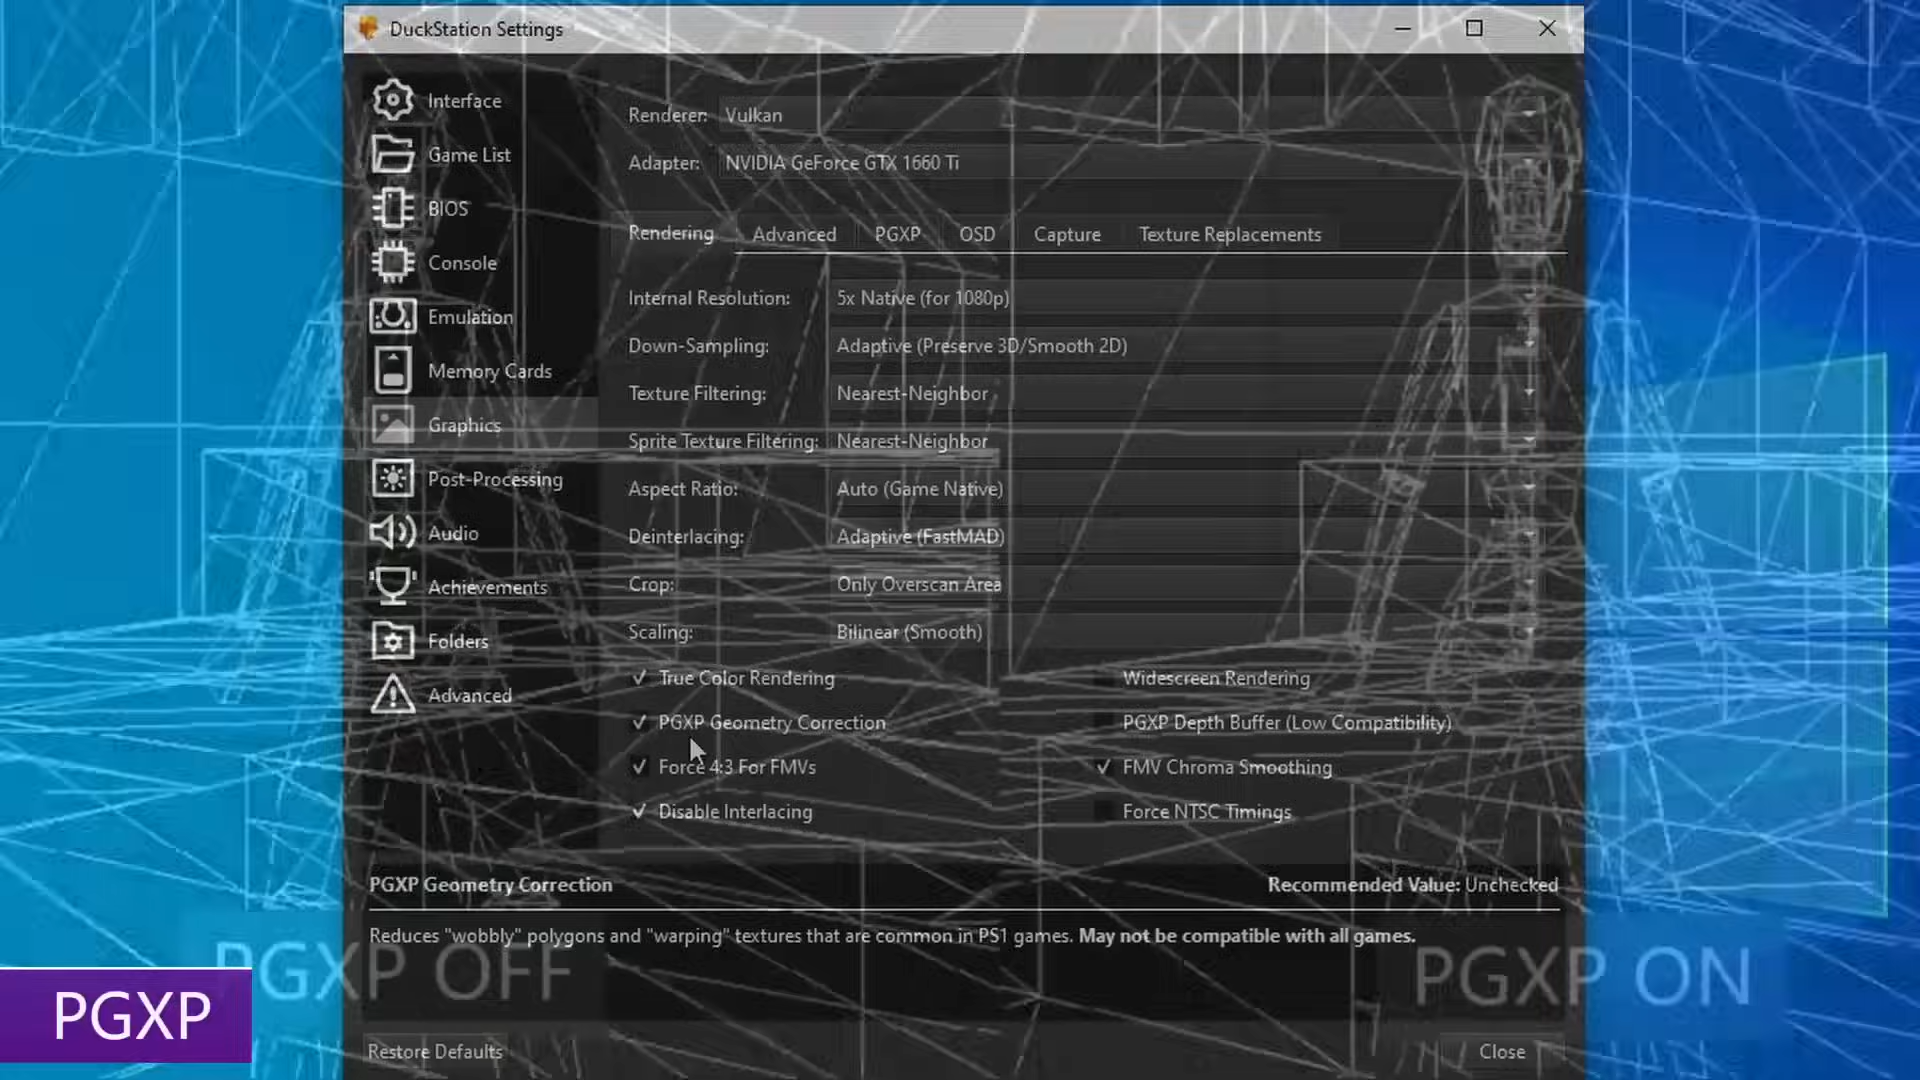 DuckStation Settings
Interface
Game List
BIOS
Console
Emulation
Memory Cards
Graphics
Post-Processing
Audio
Achievements
Folders
Advanced
Renderer: Vulkan
Adapter: NVIDIA GeForce GTX 1660 Ti
Rendering Advanced PGXP OSD Capture Texture Replacements
Internal Resolution: 5x Native (for 1080p)
Down-Sampling: Adaptive (Preserve 3D/Smooth 2D)
Texture Filtering: Nearest-Neighbor
Sprite Texture Filtering: Nearest-Neighbor
Aspect Ratio: Auto (Game Native)
Deinterlacing: Adaptive (FastMAD)
Crop: Only Overscan Area
Scaling: Bilinear (Smooth)
True Color Rendering Widescreen Rendering
PGXP Geometry Correction PGXP Depth Buffer (Low Compatibility)
Force 4:3 For FMVs FMV Chroma Smoothing
Disable Interlacing Force NTSC Timings
PGXP Geometry Correction Recommended Value: Unchecked
Reduces "wobbly" polygons and "warping" textures that are common in PS1 games. May not be compatible with all games.
PGXP OFF PGXP ON
PGXP
Restore Defaults Close